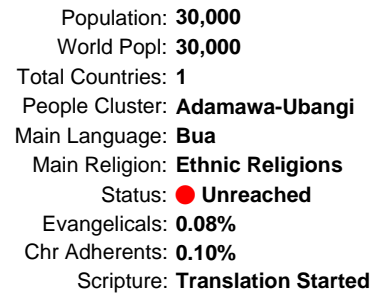 Population: 30,000
World Popl: 30,000
Total Countries: 1
People Cluster: Adamawa-Ubangi
Main Language: Bua
Main Religion: Ethnic Religions
Status: Unreached
Evangelicals: 0.08%
Chr Adherents: 0.10%
Scripture: Translation Started